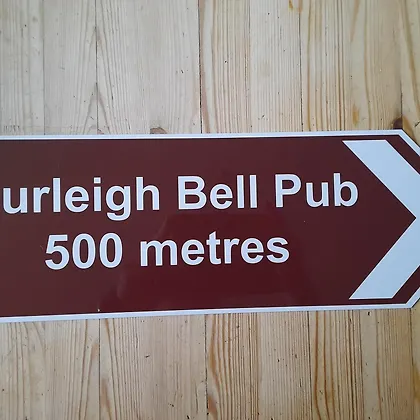 urleigh Bell Pub
500 metres